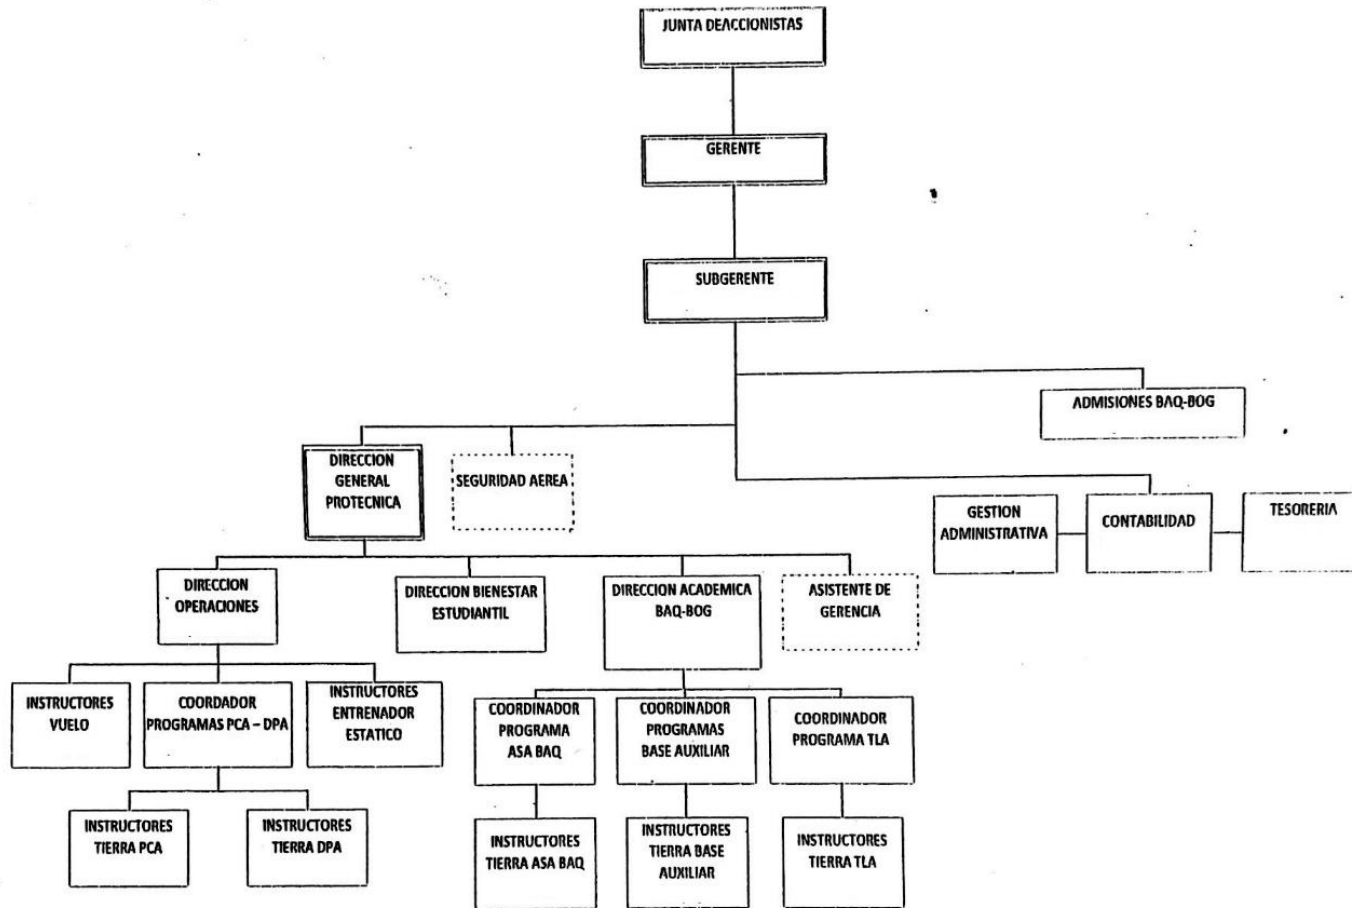 JUNTA DEACCIONISTAS
GERENTE
SUBGERENTE
ADMISIONES BAQ-BOG
DIRECCION
GENERAL
PROTECNICA
SEGURIDAD AEREA
GESTION
ADMINISTRATIVA
CONTABILIDAD
TESORERIA
DIRECCION
OPERACIONES
DIRECCION BIENESTAR
ESTUDIANTIL
DIRECCION ACADEMICA
BAQ-BOG
ASISTENTE DE
GERENCIA
INSTRUCTORES
VUELO
COORDADOR
PROGRAMAS PCA – DPA
INSTRUCTORES
ENTRENADOR
ESTATICO
COORDINADOR
PROGRAMA
ASA BAQ
COORDINADOR
PROGRAMAS
BASE AUXILIAR
COORDINADOR
PROGRAMA TLA
INSTRUCTORES
TIERRA PCA
INSTRUCTORES
TIERRA DPA
INSTRUCTORES
TIERRA ASA BAQ
INSTRUCTORES
TIERRA BASE
AUXILIAR
INSTRUCTORES
TIERRA TLA